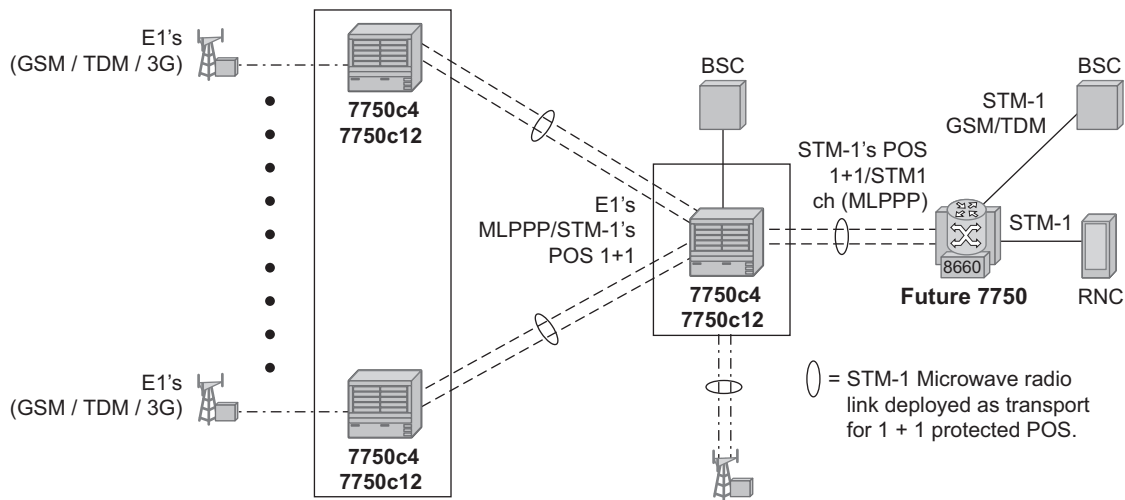 E1's
(GSM / TDM / 3G)
7750c4
7750c12
BSC
BSC
STM-1
GSM/TDM
STM-1's POS
1+1/STM1
ch (MLPPP)
E1's
MLPPP/STM-1's
POS 1+1
STM-1
8660
7750c4
7750c12
Future 7750
RNC
E1's
(GSM / TDM / 3G)
7750c4
7750c12
= STM-1 Microwave radio
link deployed as transport
for 1 + 1 protected POS.